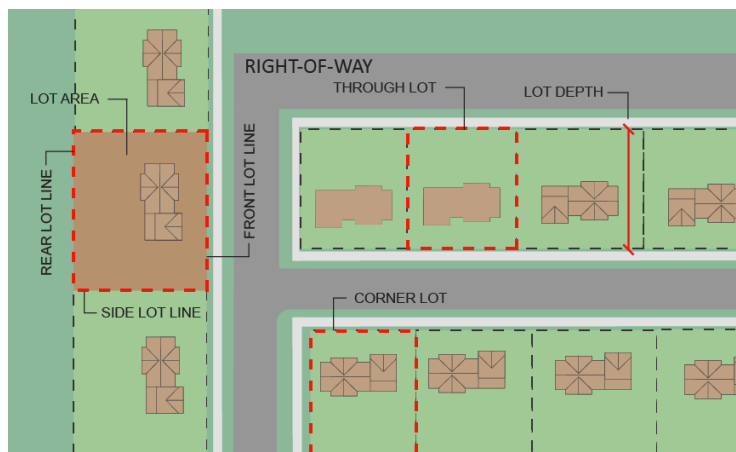 RIGHT-OF-WAY
THROUGH LOT
LOT DEPTH
LOT AREA
REAR LOT LINE
FRONT LOT LINE
SIDE LOT LINE
CORNER LOT